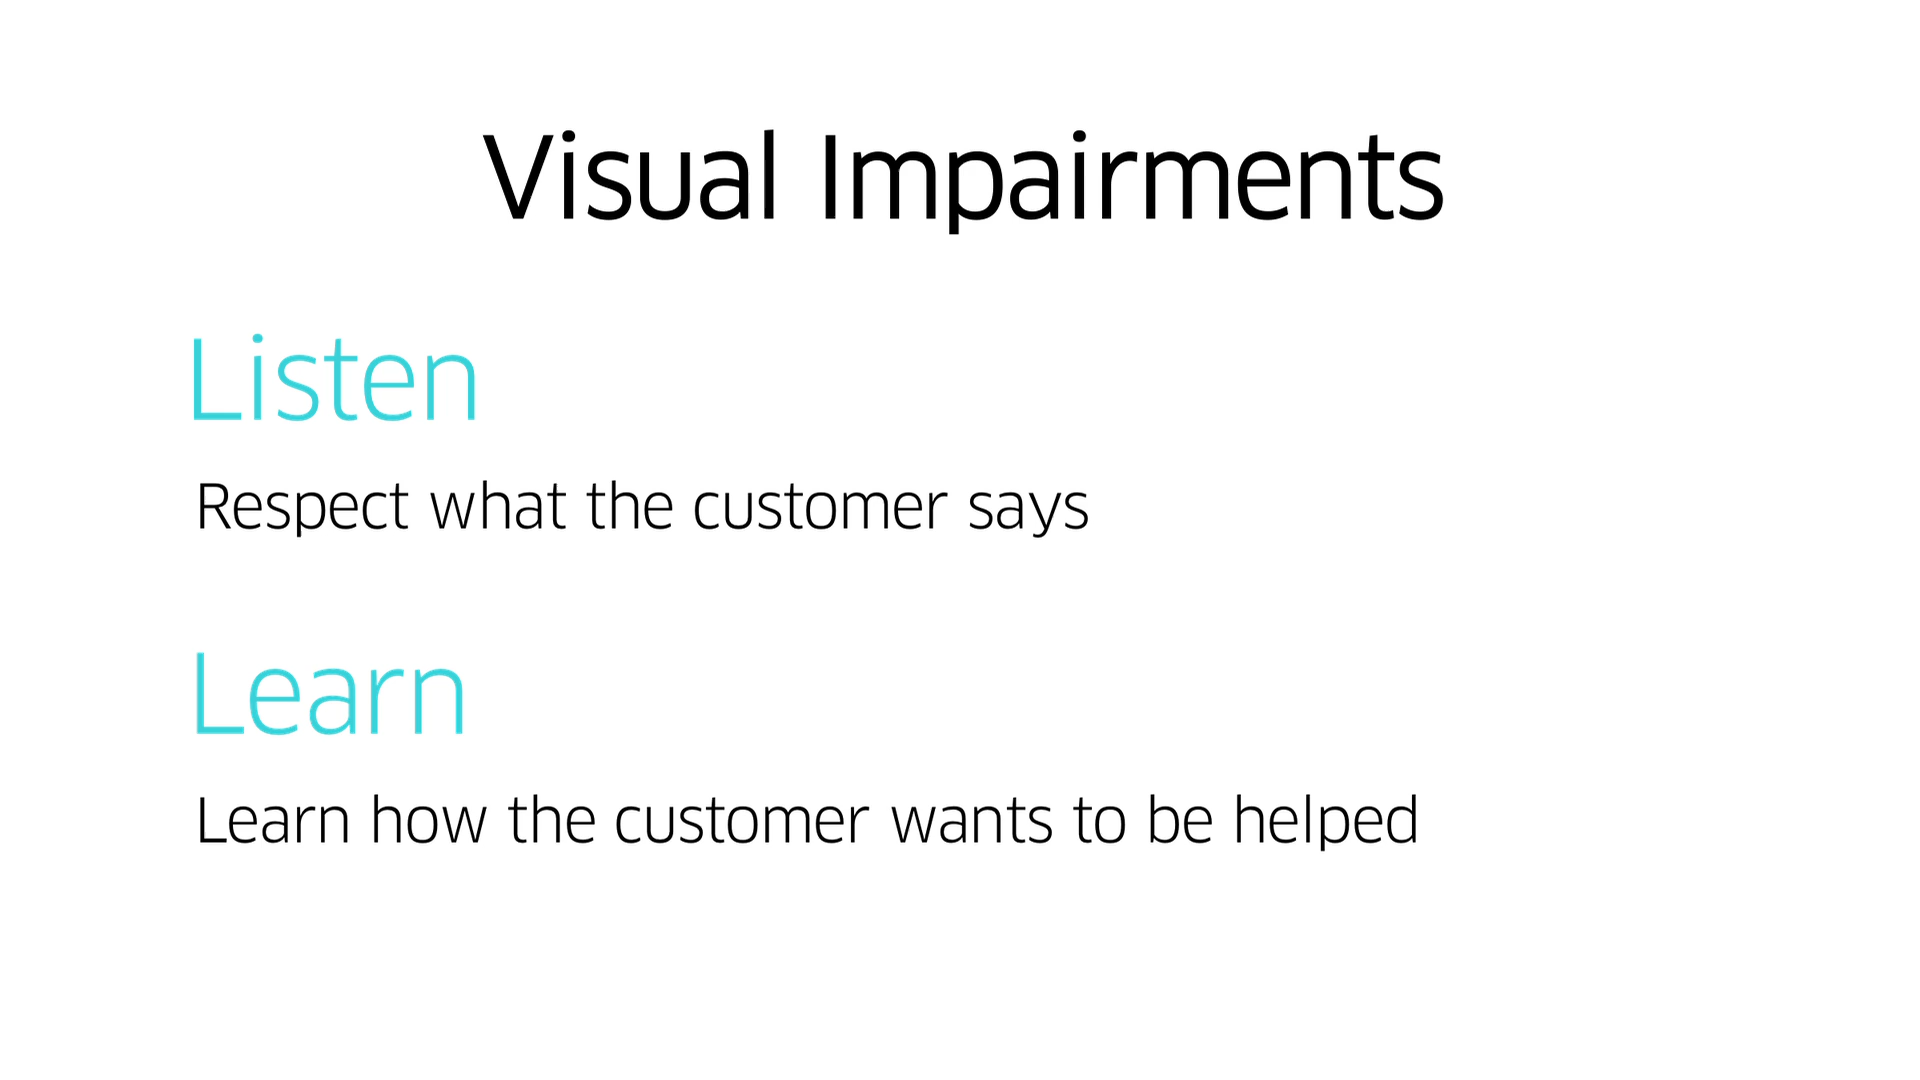 Visual Impairments
Listen
Respect what the customer says
Learn
Learn how the customer wants to be helped